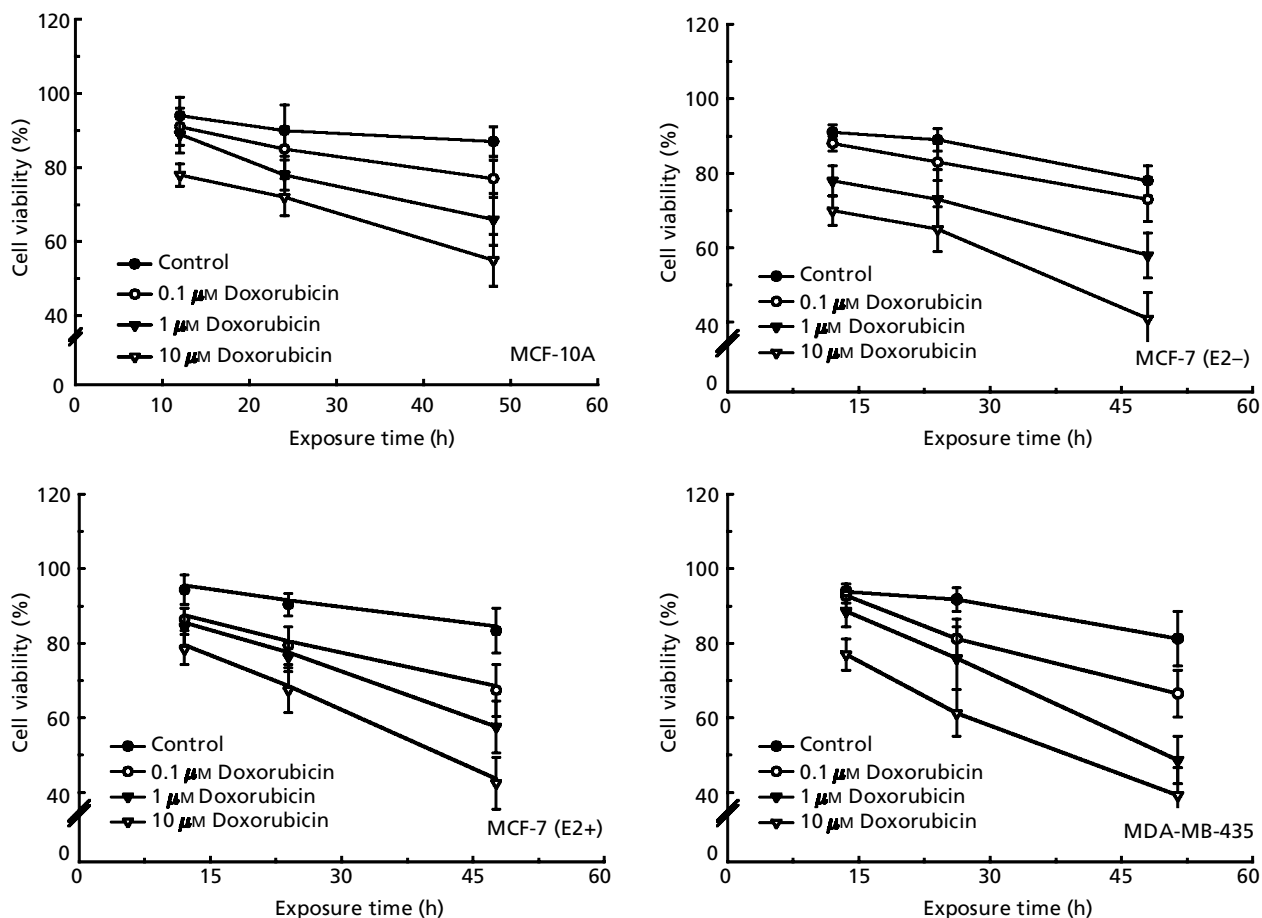 120
100
80
60
40
0
Cell viability (%)
Control
0.1 μM Doxorubicin
1 μM Doxorubicin
10 μM Doxorubicin
MCF-10A
0 10 20 30 40 50 60
Exposure time (h)
120
100
80
60
40
0
Cell viability (%)
Control
0.1 μM Doxorubicin
1 μM Doxorubicin
10 μM Doxorubicin
MCF-7 (E2–)
0 15 30 45 60
Exposure time (h)
120
100
80
60
40
0
Cell viability (%)
Control
0.1 μM Doxorubicin
1 μM Doxorubicin
10 μM Doxorubicin
MCF-7 (E2+)
0 15 30 45 60
Exposure time (h)
120
100
80
60
40
0
Cell viability (%)
Control
0.1 μM Doxorubicin
1 μM Doxorubicin
10 μM Doxorubicin
MDA-MB-435
0 15 30 45 60
Exposure time (h)